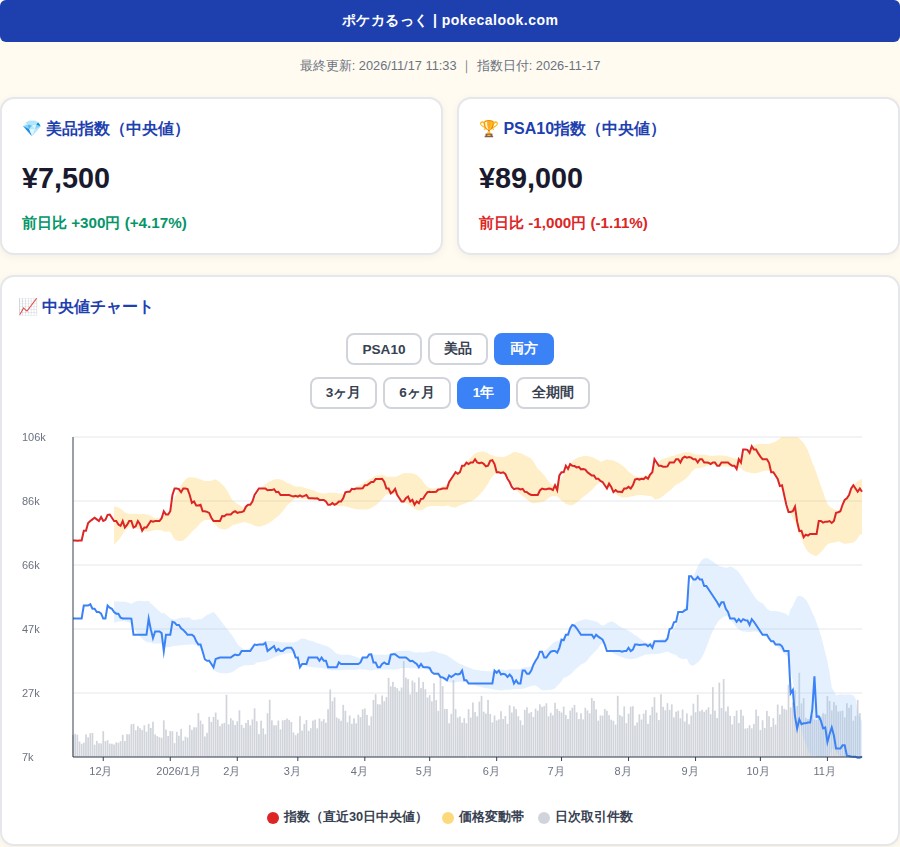 ポケカるっく | pokecalook.com
最終更新: 2026/11/17 11:33 ｜ 指数日付: 2026-11-17
💎 美品指数（中央値）
¥7,500
前日比 +300円 (+4.17%)
🏆 PSA10指数（中央値）
¥89,000
前日比 -1,000円 (-1.11%)
📈 中央値チャート
PSA10 美品 両方
3ヶ月 6ヶ月 1年 全期間
106k
86k
66k
47k
27k
7k
12月 2026/1月 2月 3月 4月 5月 6月 7月 8月 9月 10月 11月
指数（直近30日中央値） 価格変動帯 日次取引件数